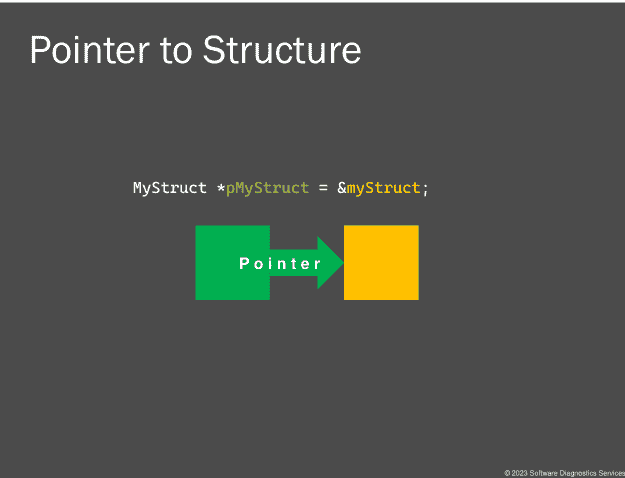 Pointer to Structure
MyStruct *pMyStruct = &myStruct;
Pointer
© 2023 Software Diagnostics Services